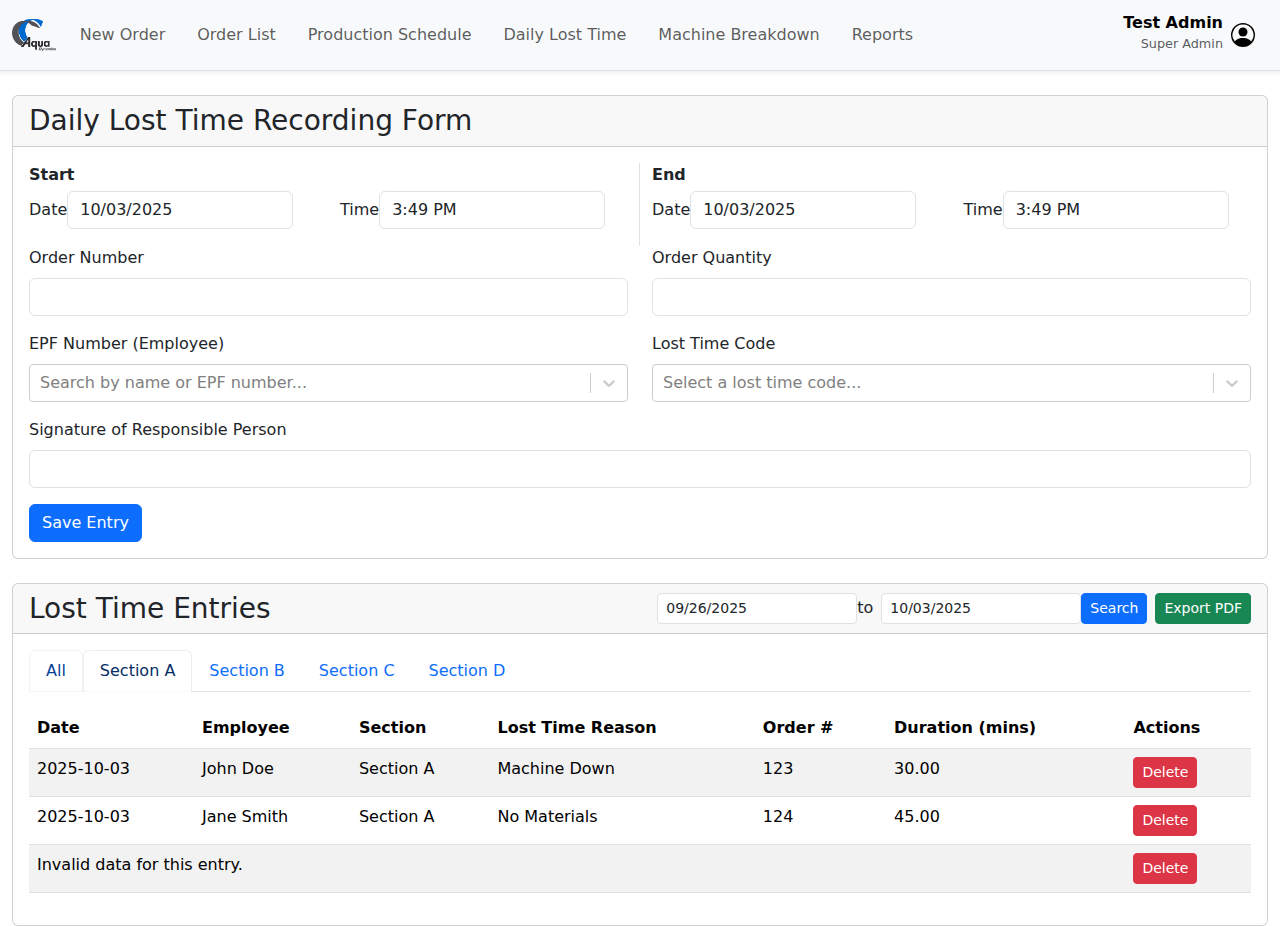 Aqua Dynamics
New Order Order List Production Schedule Daily Lost Time Machine Breakdown Reports
Test Admin
Super Admin
Daily Lost Time Recording Form
Start End
Date 10/03/2025 Time 3:49 PM Date 10/03/2025 Time 3:49 PM
Order Number Order Quantity
EPF Number (Employee) Lost Time Code
Search by name or EPF number... Select a lost time code...
Signature of Responsible Person
Save Entry
Lost Time Entries 09/26/2025 to 10/03/2025 Search Export PDF
All Section A Section B Section C Section D
Date Employee Section Lost Time Reason Order # Duration (mins) Actions
2025-10-03 John Doe Section A Machine Down 123 30.00 Delete
2025-10-03 Jane Smith Section A No Materials 124 45.00 Delete
Invalid data for this entry. Delete